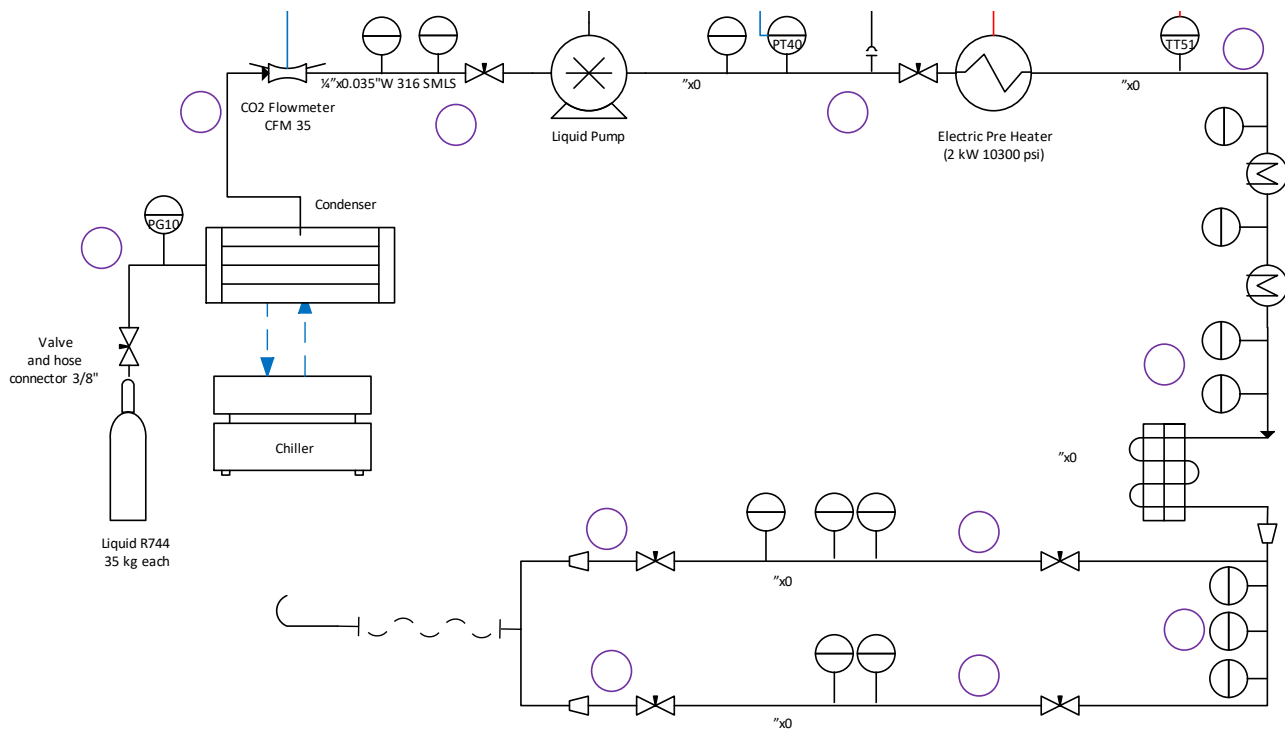 PT40
TT51
¼”x0.035"W 316 SMLS
”x0
”x0
CO2 Flowmeter
CFM 35
Liquid Pump
Electric Pre Heater
(2 kW 10300 psi)
Condenser
PG10
Valve
and hose
connector 3/8"
Chiller
”x0
Liquid R744
35 kg each
”x0
”x0